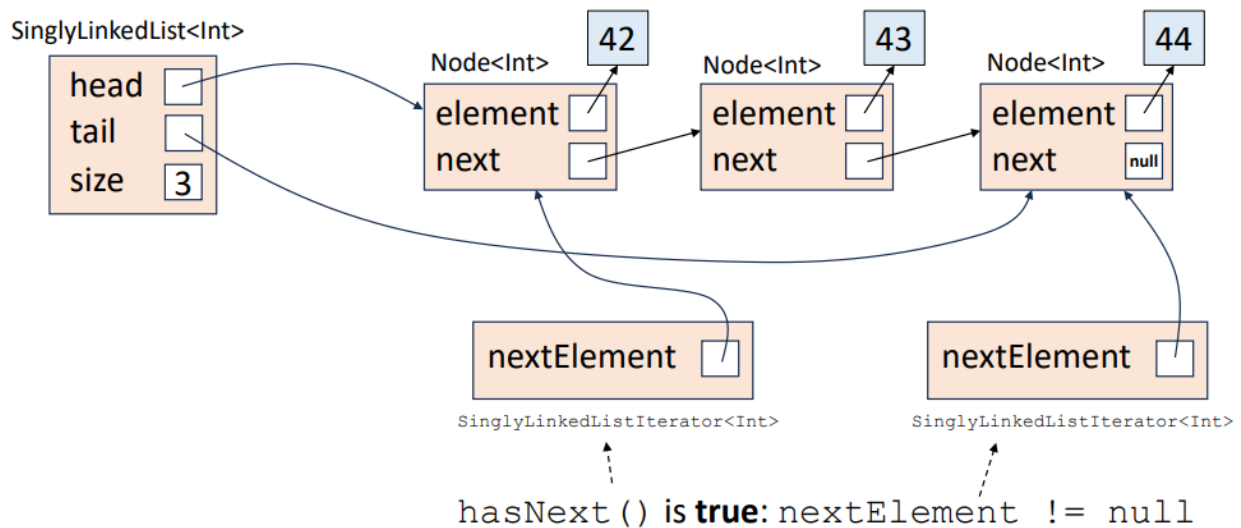 SinglyLinkedList<Int>
head
tail
size 3
Node<Int>
42
element
next
Node<Int>
43
element
next
Node<Int>
44
element
next null
nextElement
SinglyLinkedListIterator<Int>
nextElement
SinglyLinkedListIterator<Int>
hasNext() is true: nextElement != null